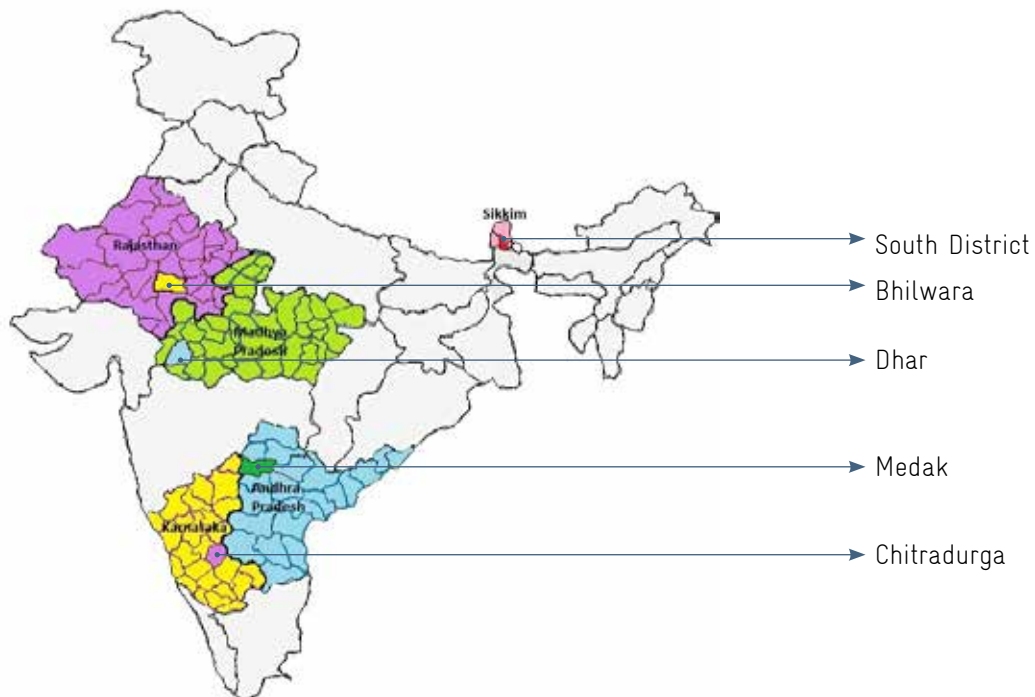 Sikkim
South District
Rajasthan
Bhilwara
Madhya
Pradesh
Dhar
Medak
Andhra
Pradesh
Karnataka
Chitradurga